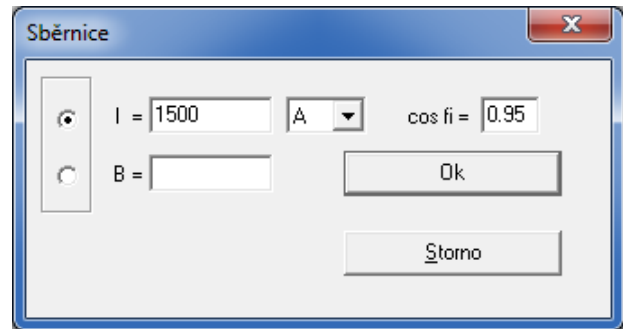 Sběrnice
I = 1500 A cos fi = 0.95
B = Ok
Storno